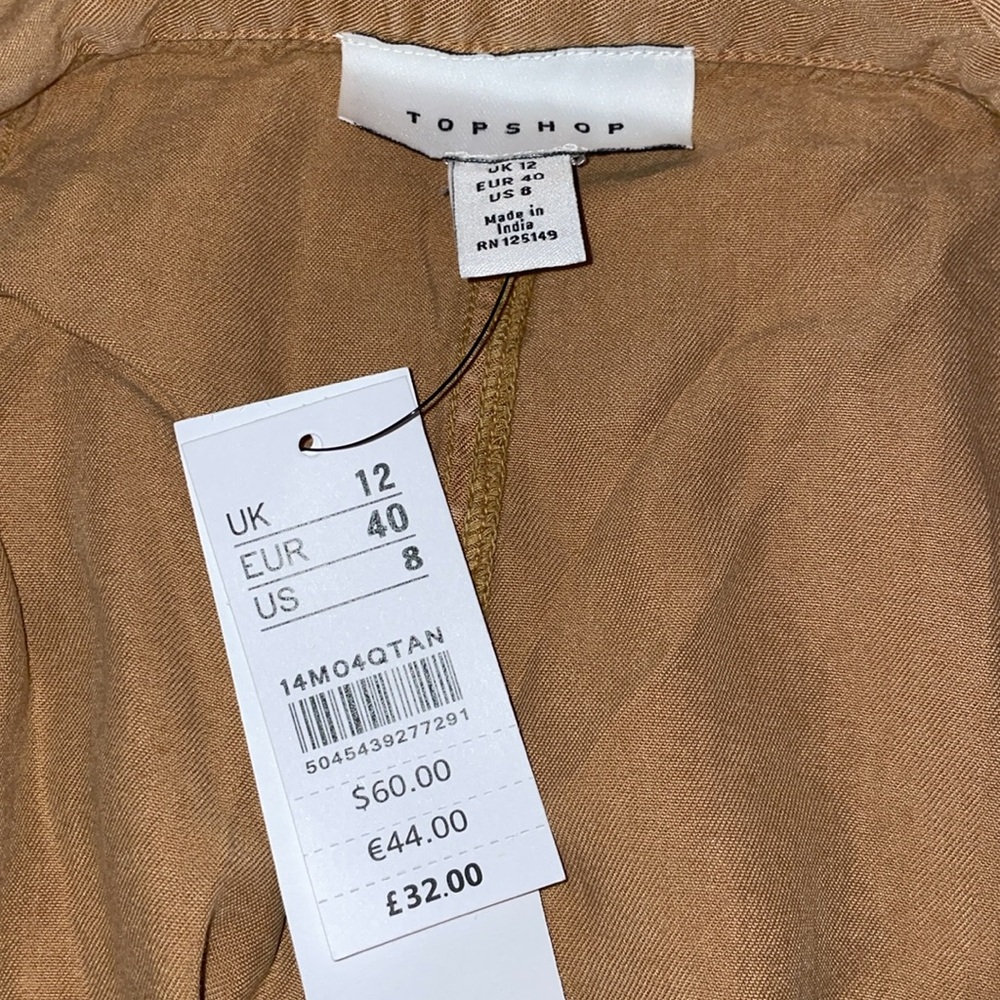 TOPSHOP
UK 12
EUR 40
US 8
Made in
India
RN 125149
UK 12
EUR 40
US 8
14M04QTAN
5045439277291
$60.00
€44.00
£32.00